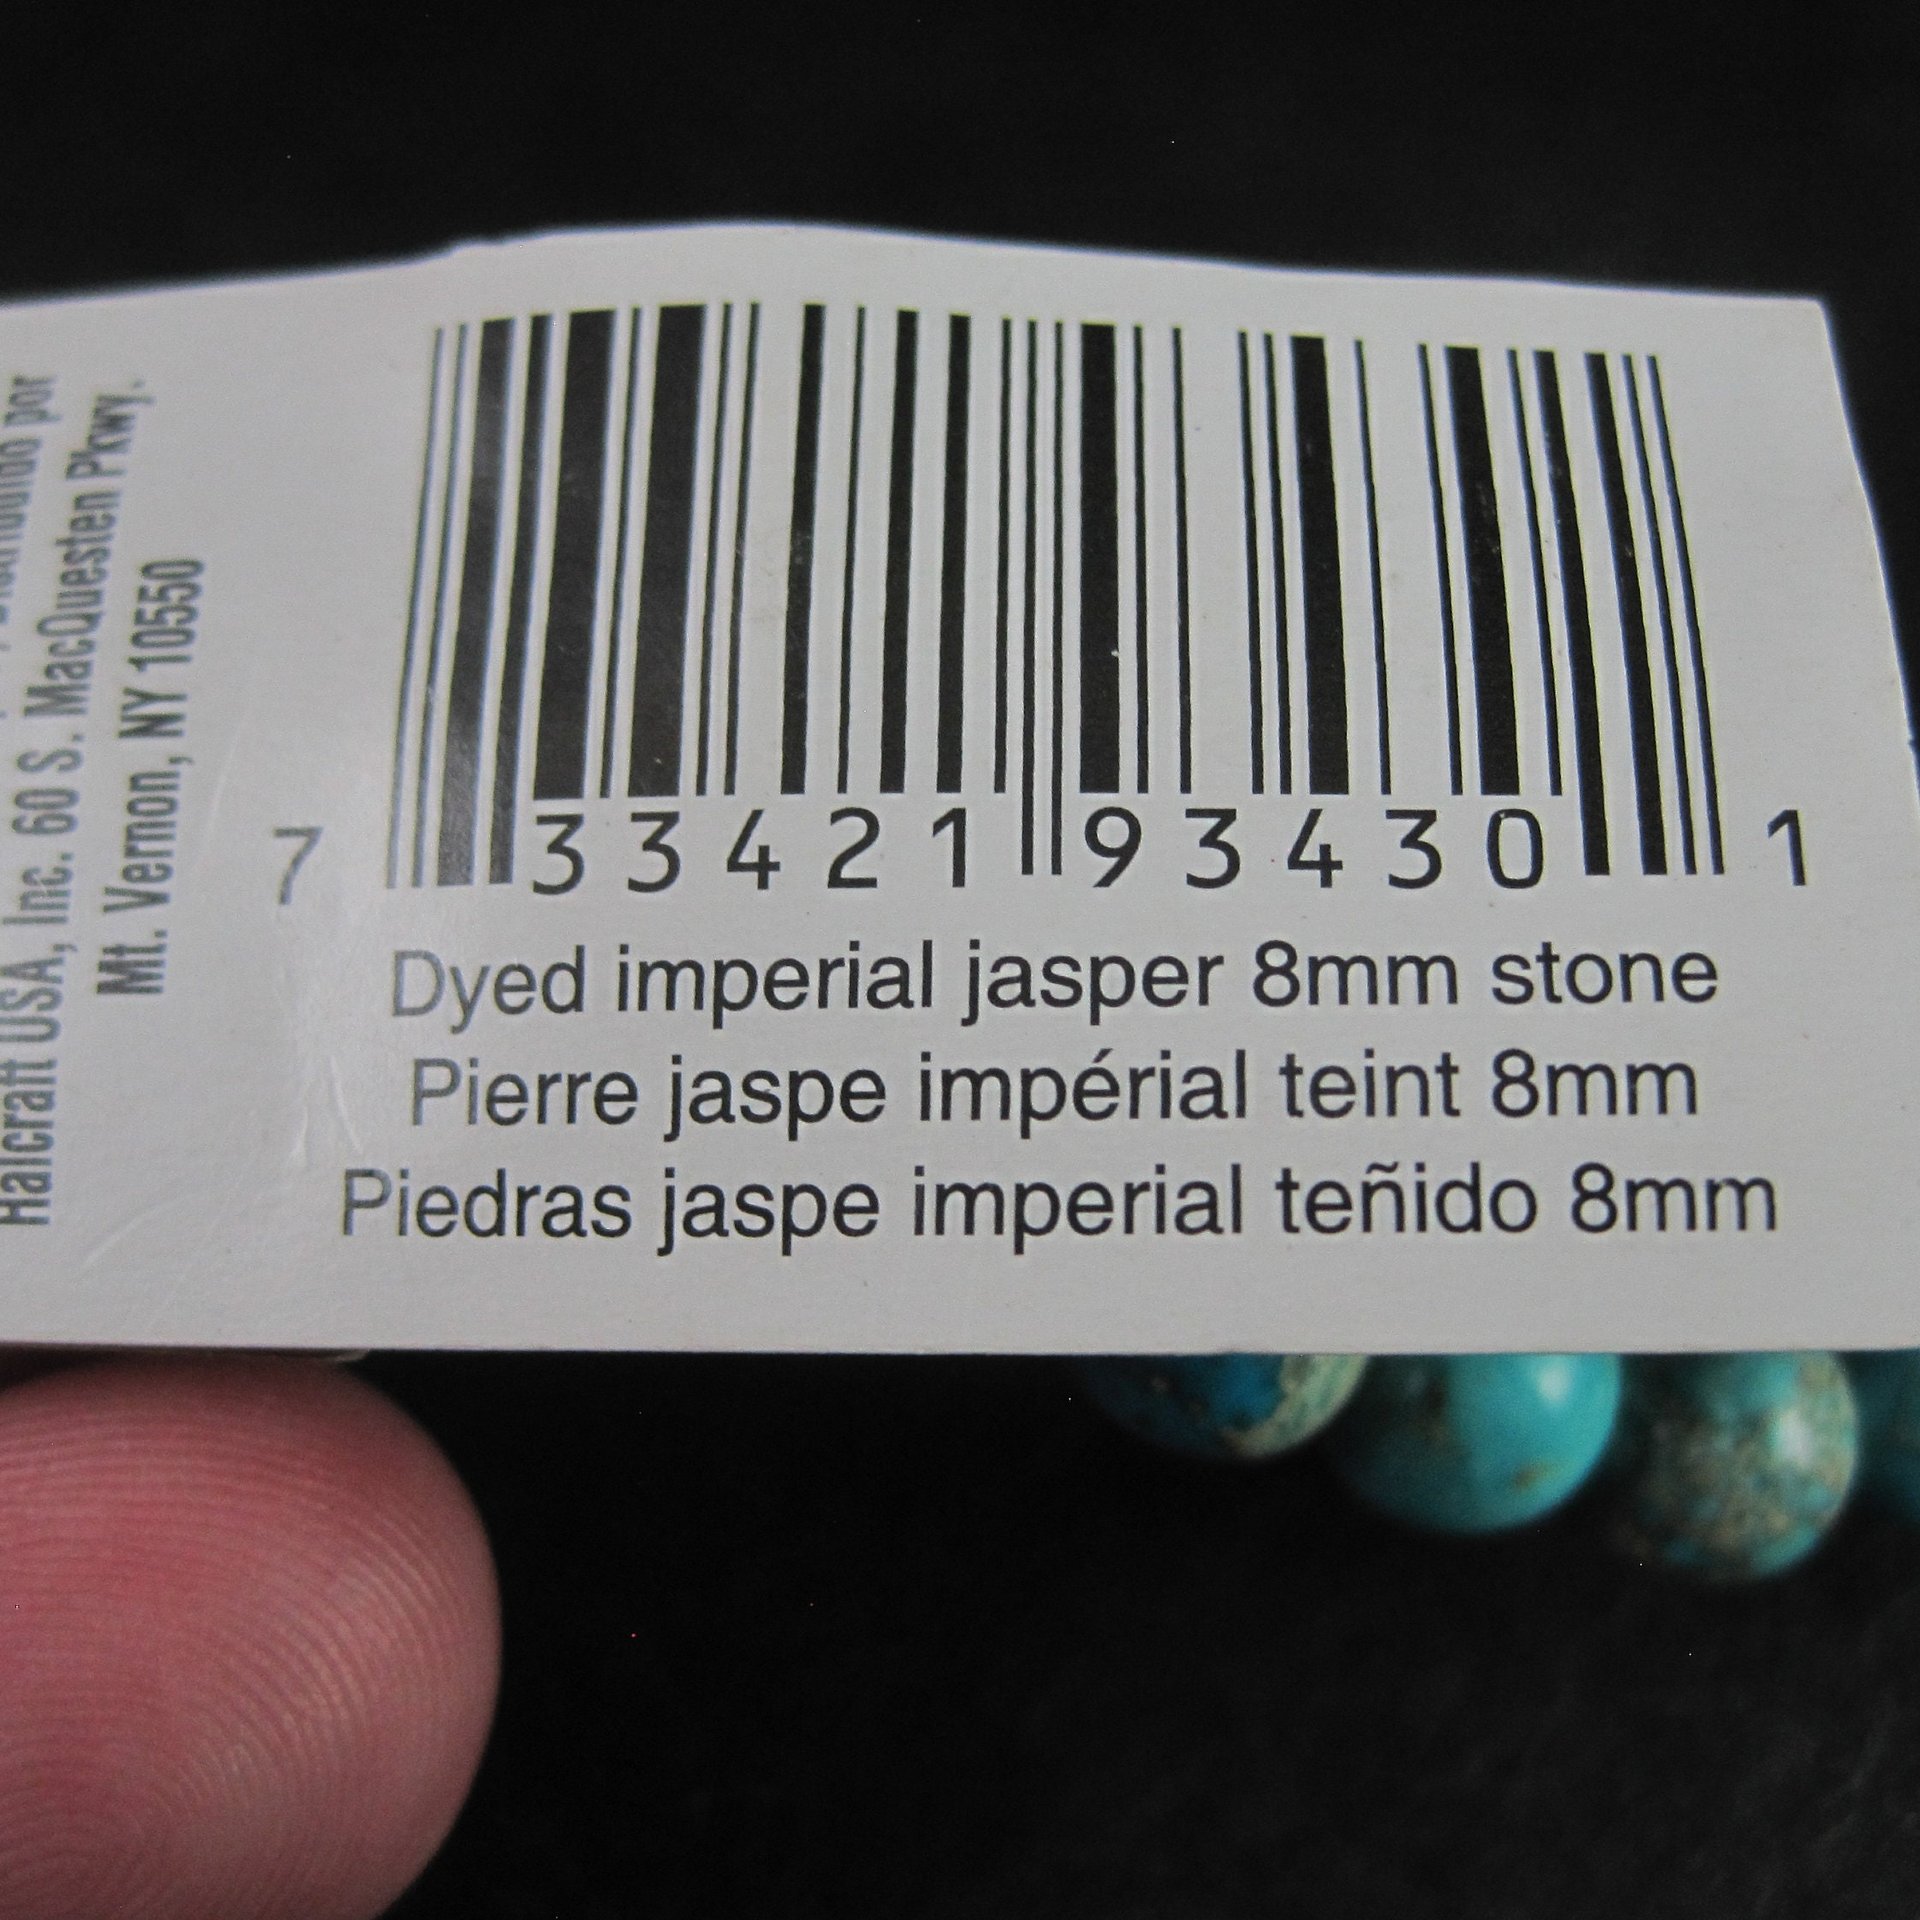 por
Halcraft USA, Inc. 60 S. MacQuesten Pkwy.
Mt. Vernon, NY 10550
7 33421 93430 1
Dyed imperial jasper 8mm stone
Pierre jaspe impérial teint 8mm
Piedras jaspe imperial teñido 8mm